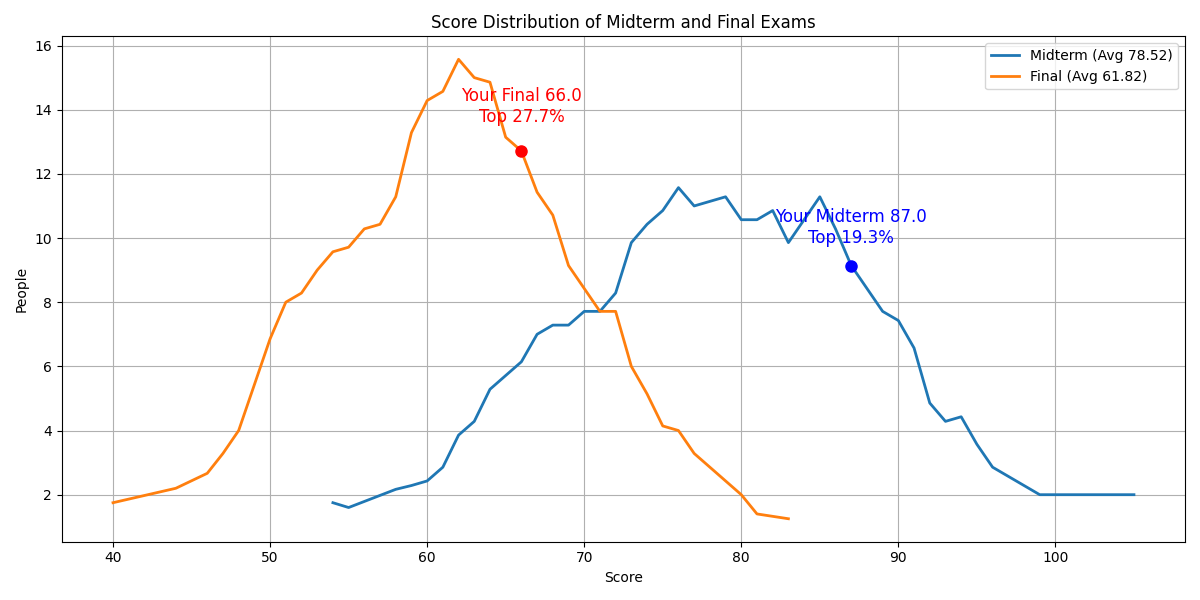 Score Distribution of Midterm and Final Exams
Midterm (Avg 78.52)
Final (Avg 61.82)
Your Final 66.0
Top 27.7%
Your Midterm 87.0
Top 19.3%
People
16
14
12
10
8
6
4
2
40 50 60 70 80 90 100
Score